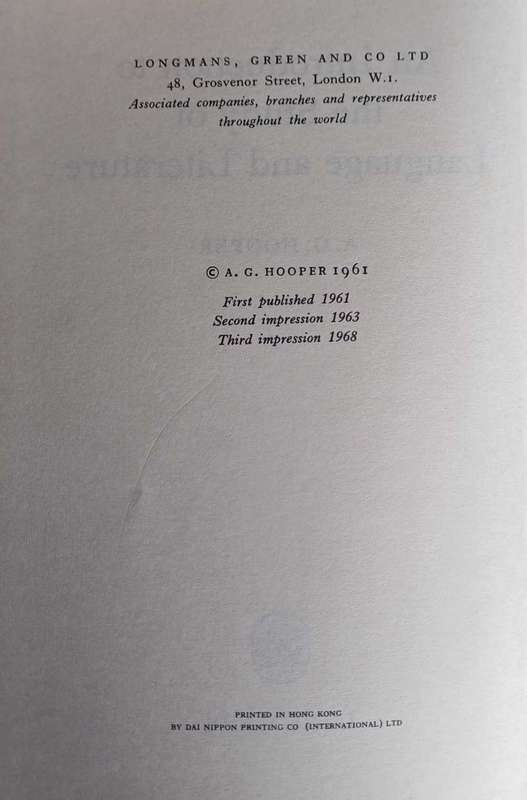 LONGMANS, GREEN AND CO LTD
48, Grosvenor Street, London W.1.
Associated companies, branches and representatives
throughout the world
© A. G. HOOPER 1961
First published 1961
Second impression 1963
Third impression 1968
PRINTED IN HONG KONG
BY DAI NIPPON PRINTING CO (INTERNATIONAL) LTD